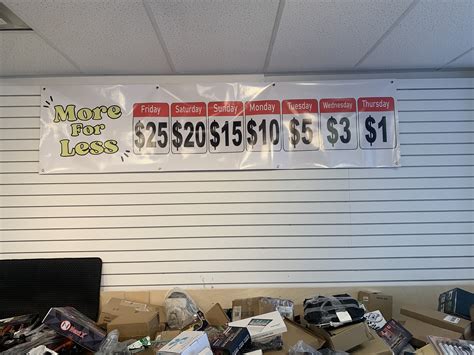 More
For
Less
Friday Saturday Sunday Monday Tuesday Wednesday Thursday
$25 $20 $15 $10 $5 $3 $1